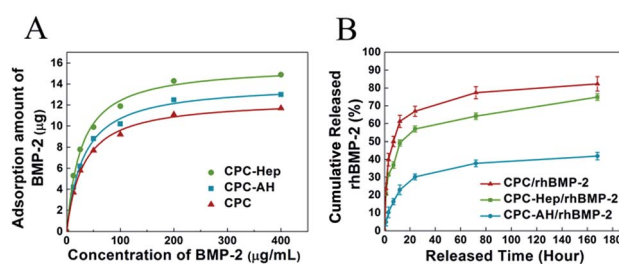 A
Adsorption amount of
BMP-2 (μg)
16
14
12
10
8
6
4
2
0
0
100
200
300
400
Concentration of BMP-2 (μg/mL)
CPC-Hep
CPC-AH
CPC
B
Cumulative Released
rhBMP-2 (%)
100
90
80
70
60
50
40
30
20
10
0
0
20
40
60
80
100
120
140
160
180
Released Time (Hour)
CPC/rhBMP-2
CPC-Hep/rhBMP-2
CPC-AH/rhBMP-2